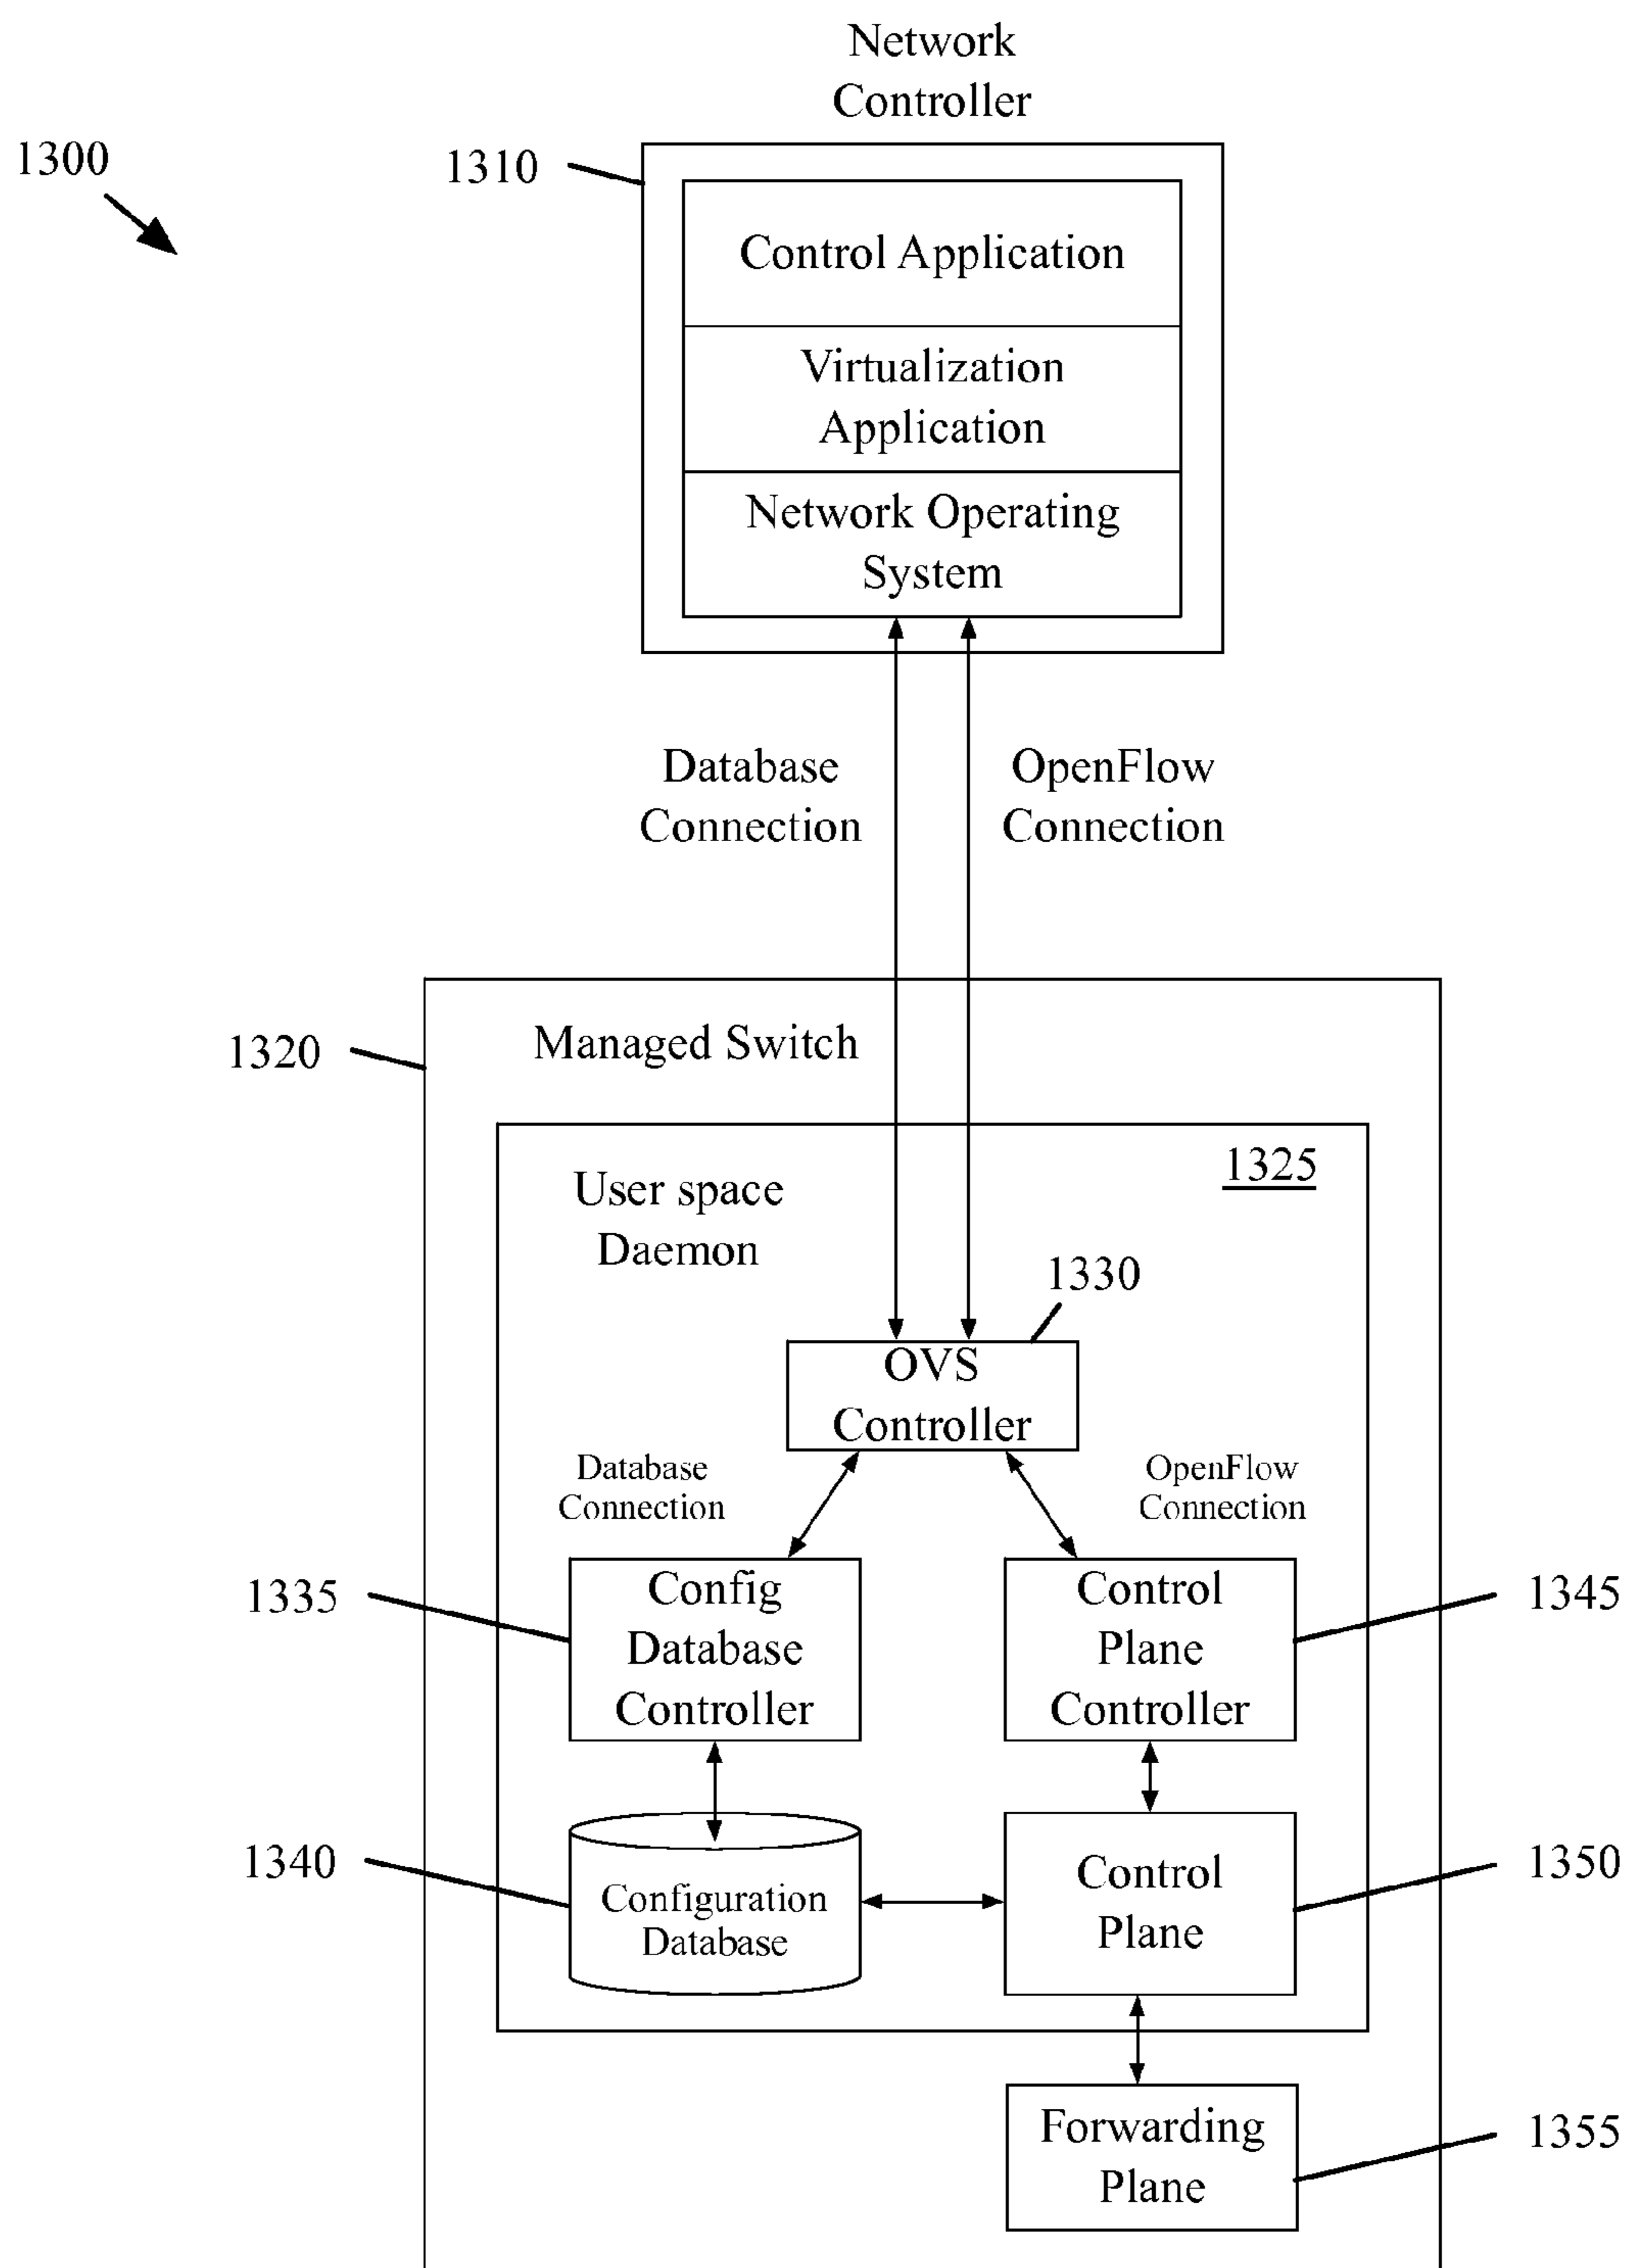 Network
Controller
1300
1310
Control Application
Virtualization
Application
Network Operating
System
Database
Connection
OpenFlow
Connection
1320
Managed Switch
1325
User space
Daemon
1330
OVS
Controller
Database
Connection
OpenFlow
Connection
1335
Config
Database
Controller
Control
Plane
Controller
1345
1340
Configuration
Database
Control
Plane
1350
Forwarding
Plane
1355